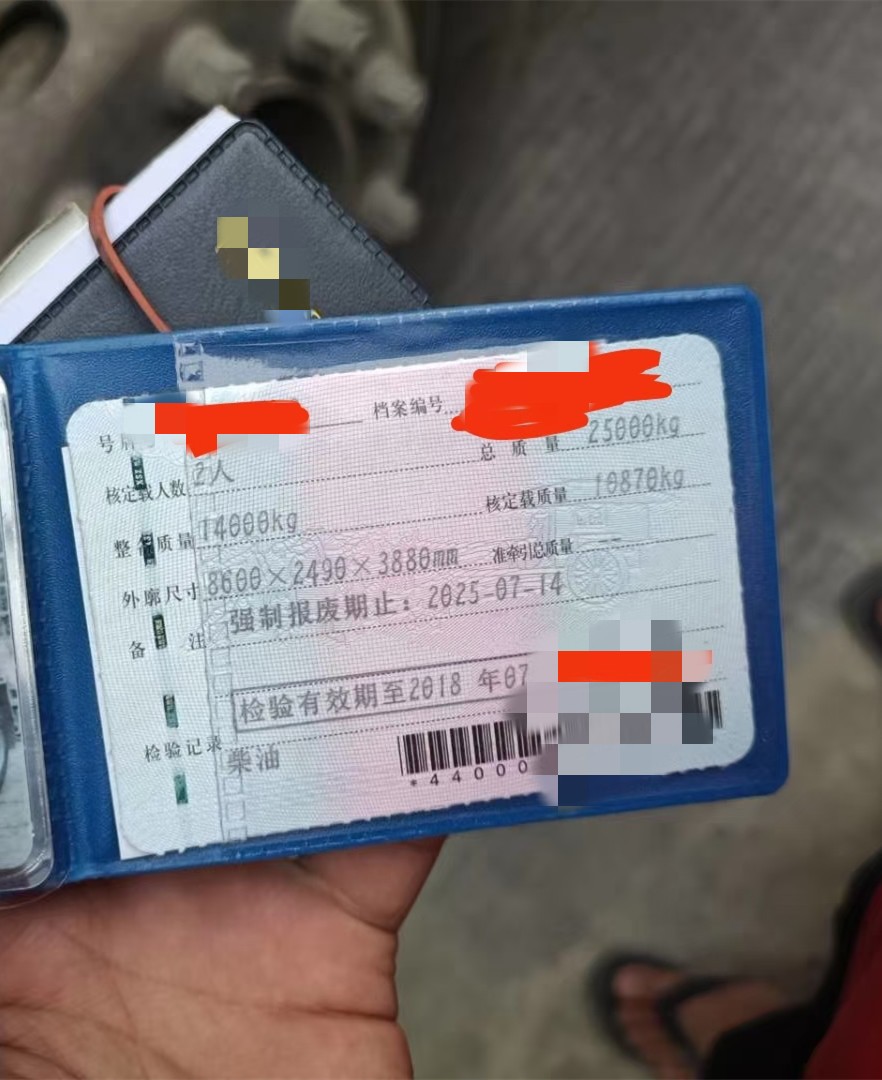 号牌 档案编号
核定载人数 2人 总质量 25000kg
整备质量 14000kg 核定载质量 10870kg
外廓尺寸 8600×2490×3880mm 准牵引总质量 --
备注 强制报废期止：2025-07-14
检验有效期至2018 年07
检验记录
柴油
*44000